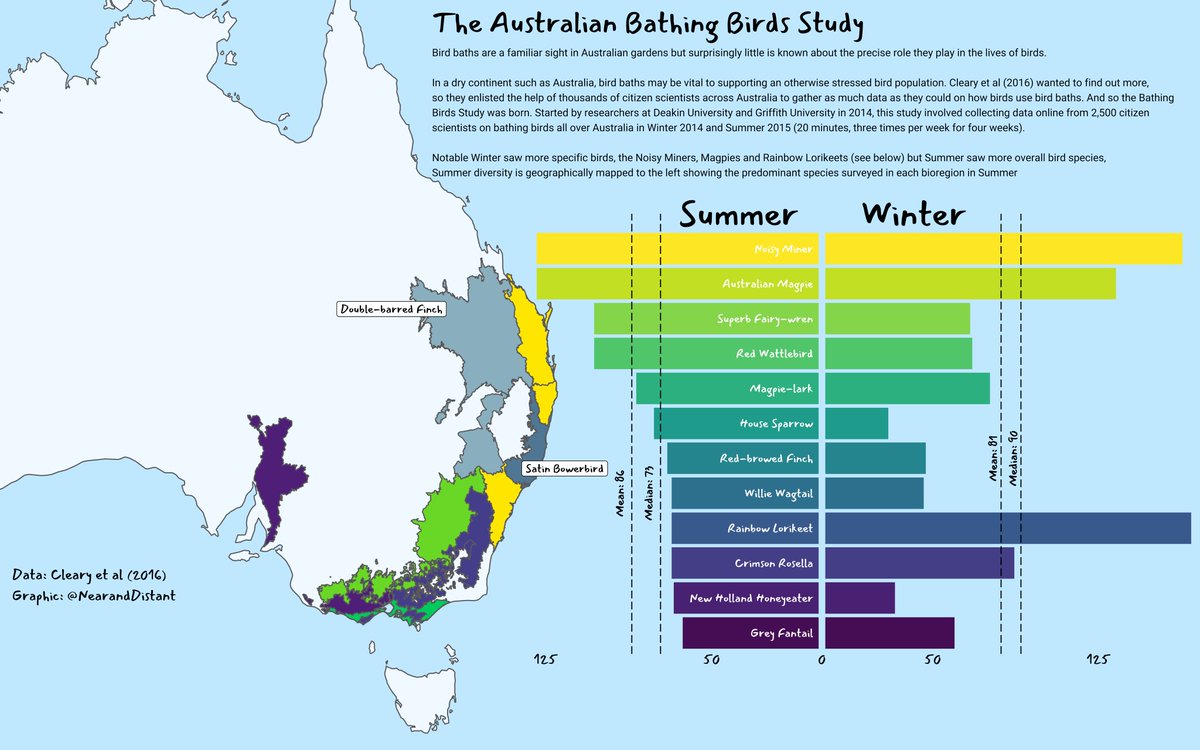 The Australian Bathing Birds Study
Bird baths are a familiar sight in Australian gardens but surprisingly little is known about the precise role they play in the lives of birds.
In a dry continent such as Australia, bird baths may be vital to supporting an otherwise stressed bird population. Cleary et al (2016) wanted to find out more,
so they enlisted the help of thousands of citizen scientists across Australia to gather as much data as they could on how birds use bird baths. And so the Bathing
Birds Study was born. Started by researchers at Deakin University and Griffith University in 2014, this study involved collecting data online from 2,500 citizen
scientists on bathing birds all over Australia in Winter 2014 and Summer 2015 (20 minutes, three times per week for four weeks).
Notable Winter saw more specific birds, the Noisy Miners, Magpies and Rainbow Lorikeets (see below) but Summer saw more overall bird species,
Summer diversity is geographically mapped to the left showing the predominant species surveyed in each bioregion in Summer
Summer
Winter
Noisy Miner
Australian Magpie
Superb Fairy-wren
Red Wattlebird
Magpie-lark
House Sparrow
Red-browed Finch
Willie Wagtail
Rainbow Lorikeet
Crimson Rosella
New Holland Honeyeater
Grey Fantail
Mean: 86
Median: 73
Mean: 81
Median: 90
125
50
0
50
125
Double-barred Finch
Satin Bowerbird
Data: Cleary et al (2016)
Graphic: @NearandDistant